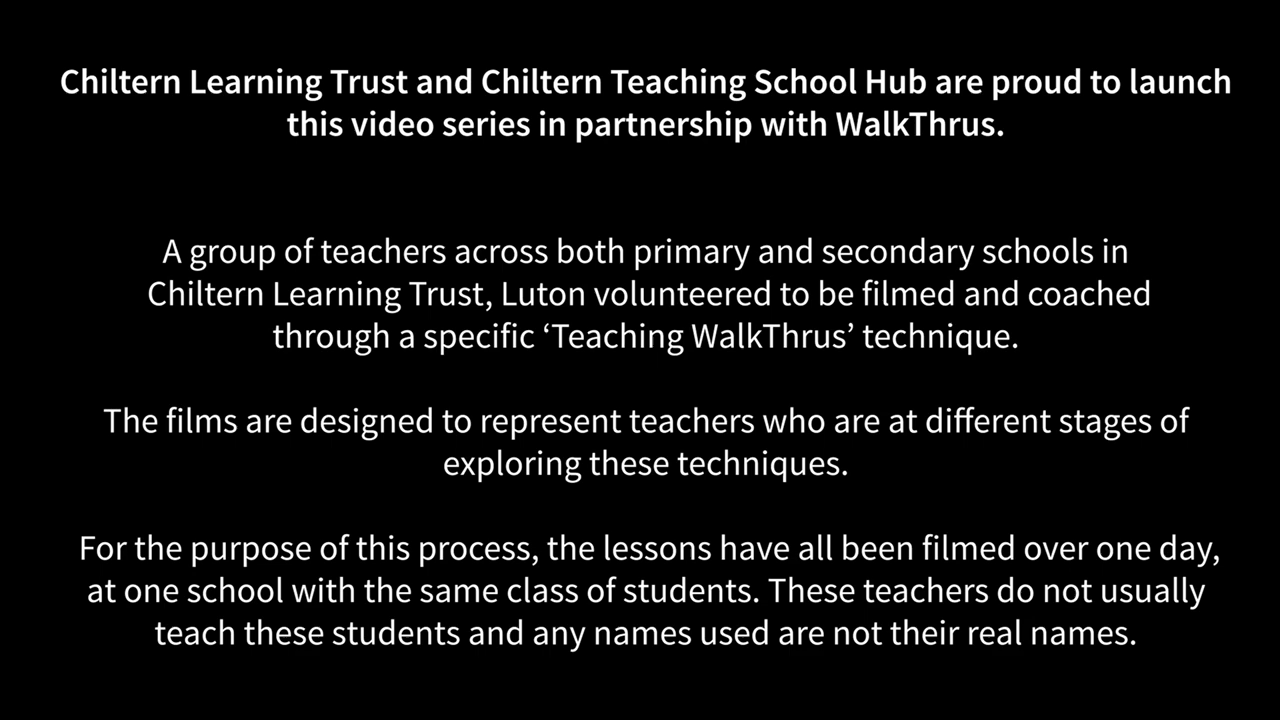 Chiltern Learning Trust and Chiltern Teaching School Hub are proud to launch
this video series in partnership with WalkThrus.
A group of teachers across both primary and secondary schools in
Chiltern Learning Trust, Luton volunteered to be filmed and coached
through a specific ‘Teaching WalkThrus’ technique.
The films are designed to represent teachers who are at different stages of
exploring these techniques.
For the purpose of this process, the lessons have all been filmed over one day,
at one school with the same class of students. These teachers do not usually
teach these students and any names used are not their real names.